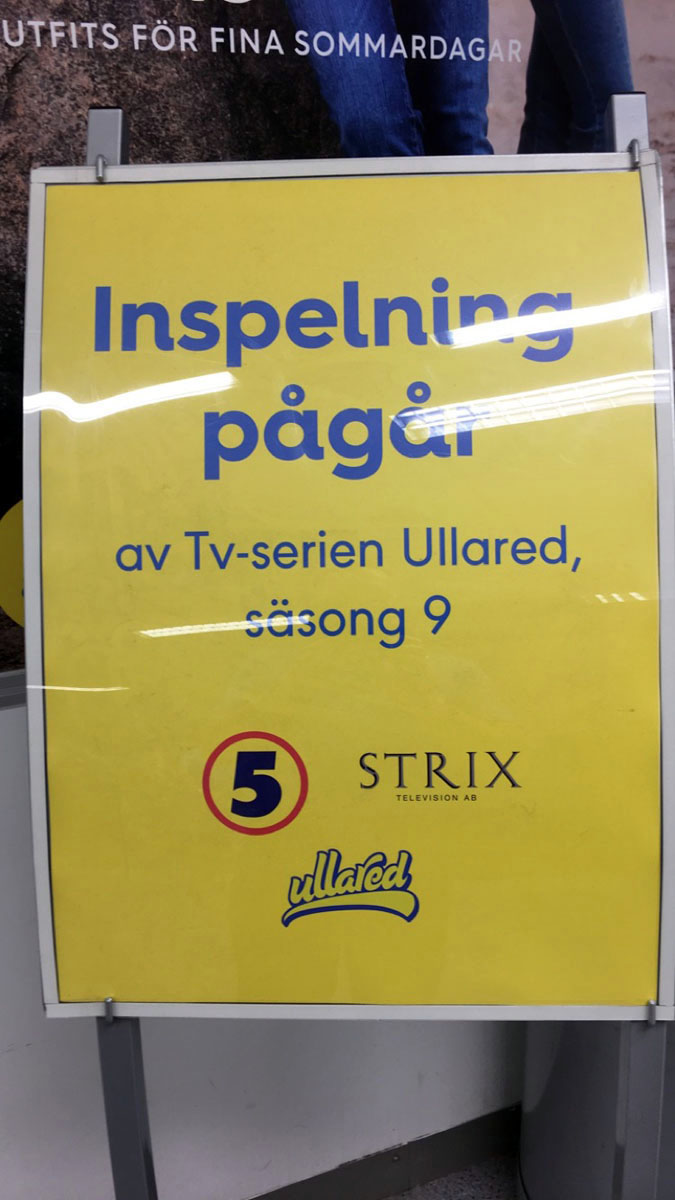 UTFITS FÖR FINA SOMMARDAGAR
Inspelning
pågår
av Tv-serien Ullared,
säsong 9
5
STRIX
TELEVISION AB
ullared